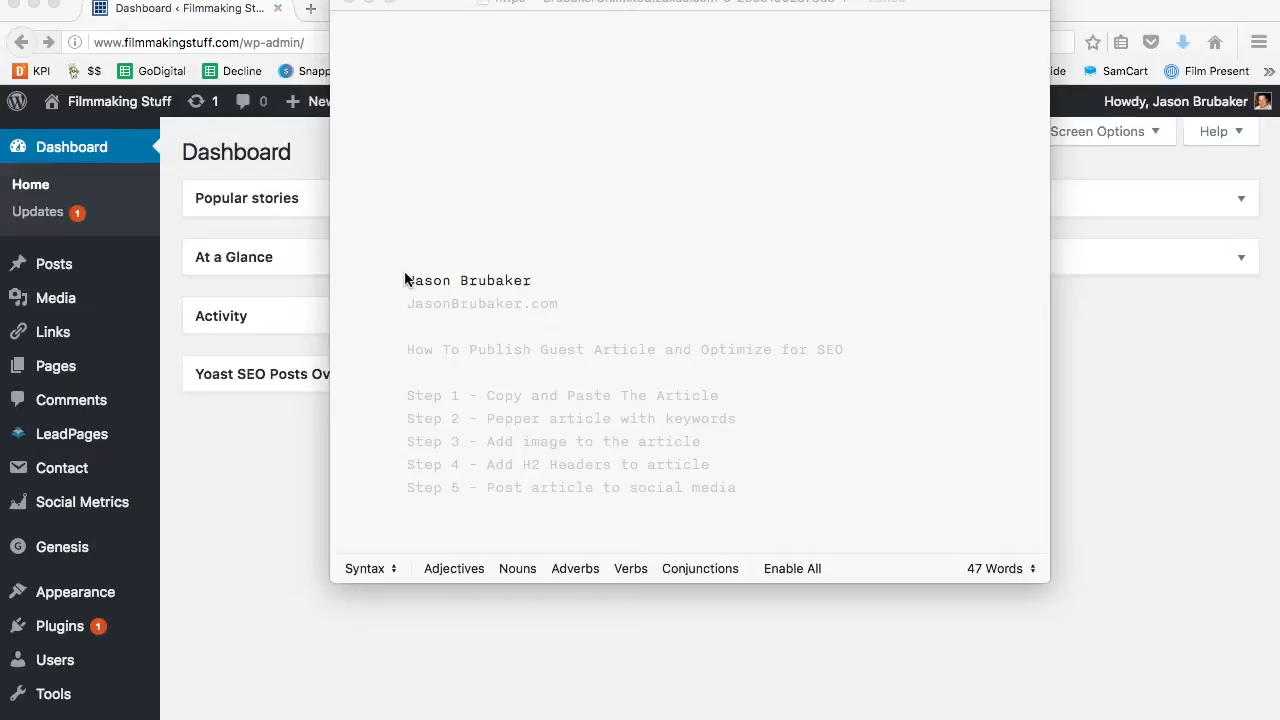 Dashboard ‹ Filmmaking St...
www.filmmakingstuff.com/wp-admin/
KPI
$$
GoDigital
Decline
Snapp
ide
SamCart
Film Present
Filmmaking Stuff
1
0
New
Howdy, Jason Brubaker
Dashboard
Home
Updates 1
Posts
Media
Links
Pages
Comments
LeadPages
Contact
Social Metrics
Genesis
Appearance
Plugins 1
Users
Tools
Dashboard
Screen Options
Help
Popular stories
At a Glance
Activity
Yoast SEO Posts Ov
Jason Brubaker
JasonBrubaker.com
How To Publish Guest Article and Optimize for SEO
Step 1 - Copy and Paste The Article
Step 2 - Pepper article with keywords
Step 3 - Add image to the article
Step 4 - Add H2 Headers to article
Step 5 - Post article to social media
Syntax
Adjectives
Nouns
Adverbs
Verbs
Conjunctions
Enable All
47 Words